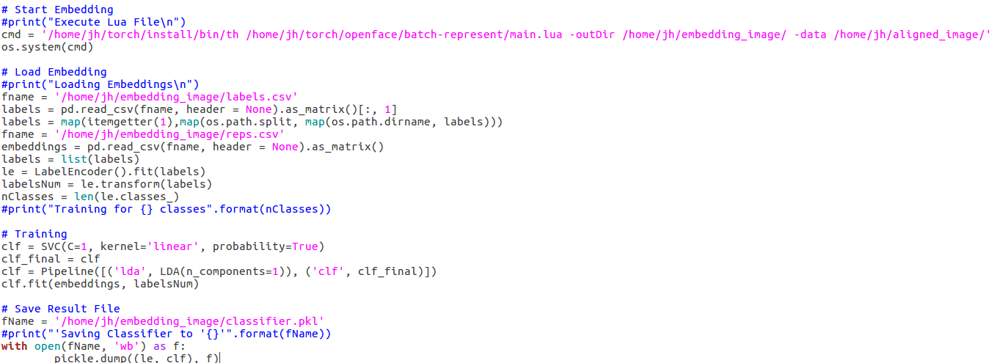 # Start Embedding
#print("Execute Lua File\n")
cmd = '/home/jh/torch/install/bin/th /home/jh/torch/openface/batch-represent/main.lua -outDir /home/jh/embedding_image/ -data /home/jh/aligned_image/'
os.system(cmd)

# Load Embedding
#print("Loading Embeddings\n")
fname = '/home/jh/embedding_image/labels.csv'
labels = pd.read_csv(fname, header = None).as_matrix()[:, 1]
labels = map(itemgetter(1),map(os.path.split, map(os.path.dirname, labels)))
fname = '/home/jh/embedding_image/reps.csv'
embeddings = pd.read_csv(fname, header = None).as_matrix()
labels = list(labels)
le = LabelEncoder().fit(labels)
labelsNum = le.transform(labels)
nClasses = len(le.classes_)
#print("Training for {} classes".format(nClasses))

# Training
clf = SVC(C=1, kernel='linear', probability=True)
clf_final = clf
clf = Pipeline([('lda', LDA(n_components=1)), ('clf', clf_final)])
clf.fit(embeddings, labelsNum)

# Save Result File
fName = '/home/jh/embedding_image/classifier.pkl'
#print("'Saving Classifier to '{}'".format(fName))
with open(fName, 'wb') as f:
        pickle.dump((le, clf), f)